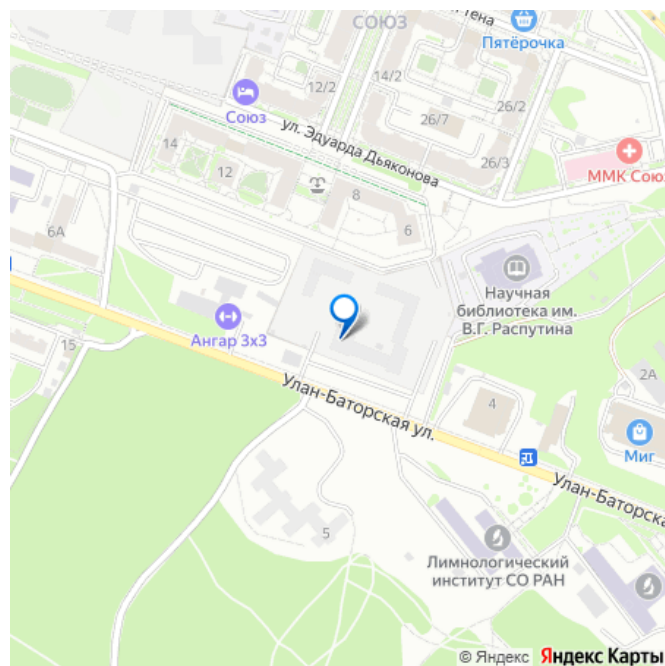 ртена
СОЮЗ
Пятёрочка
12/2
14/2
26/2
26/7
Союз
ул. Эдуарда Дьяконова
14
12
26/3
ММК Союз
8
6
6А
Научная
библиотека им.
В.Г. Распутина
Ангар 3х3
15
2А
Улан-Баторская ул.
4
Миг
Улан-Баторска
5
Лимнологический
институт СО РАН
© Яндекс Яндекс Карты